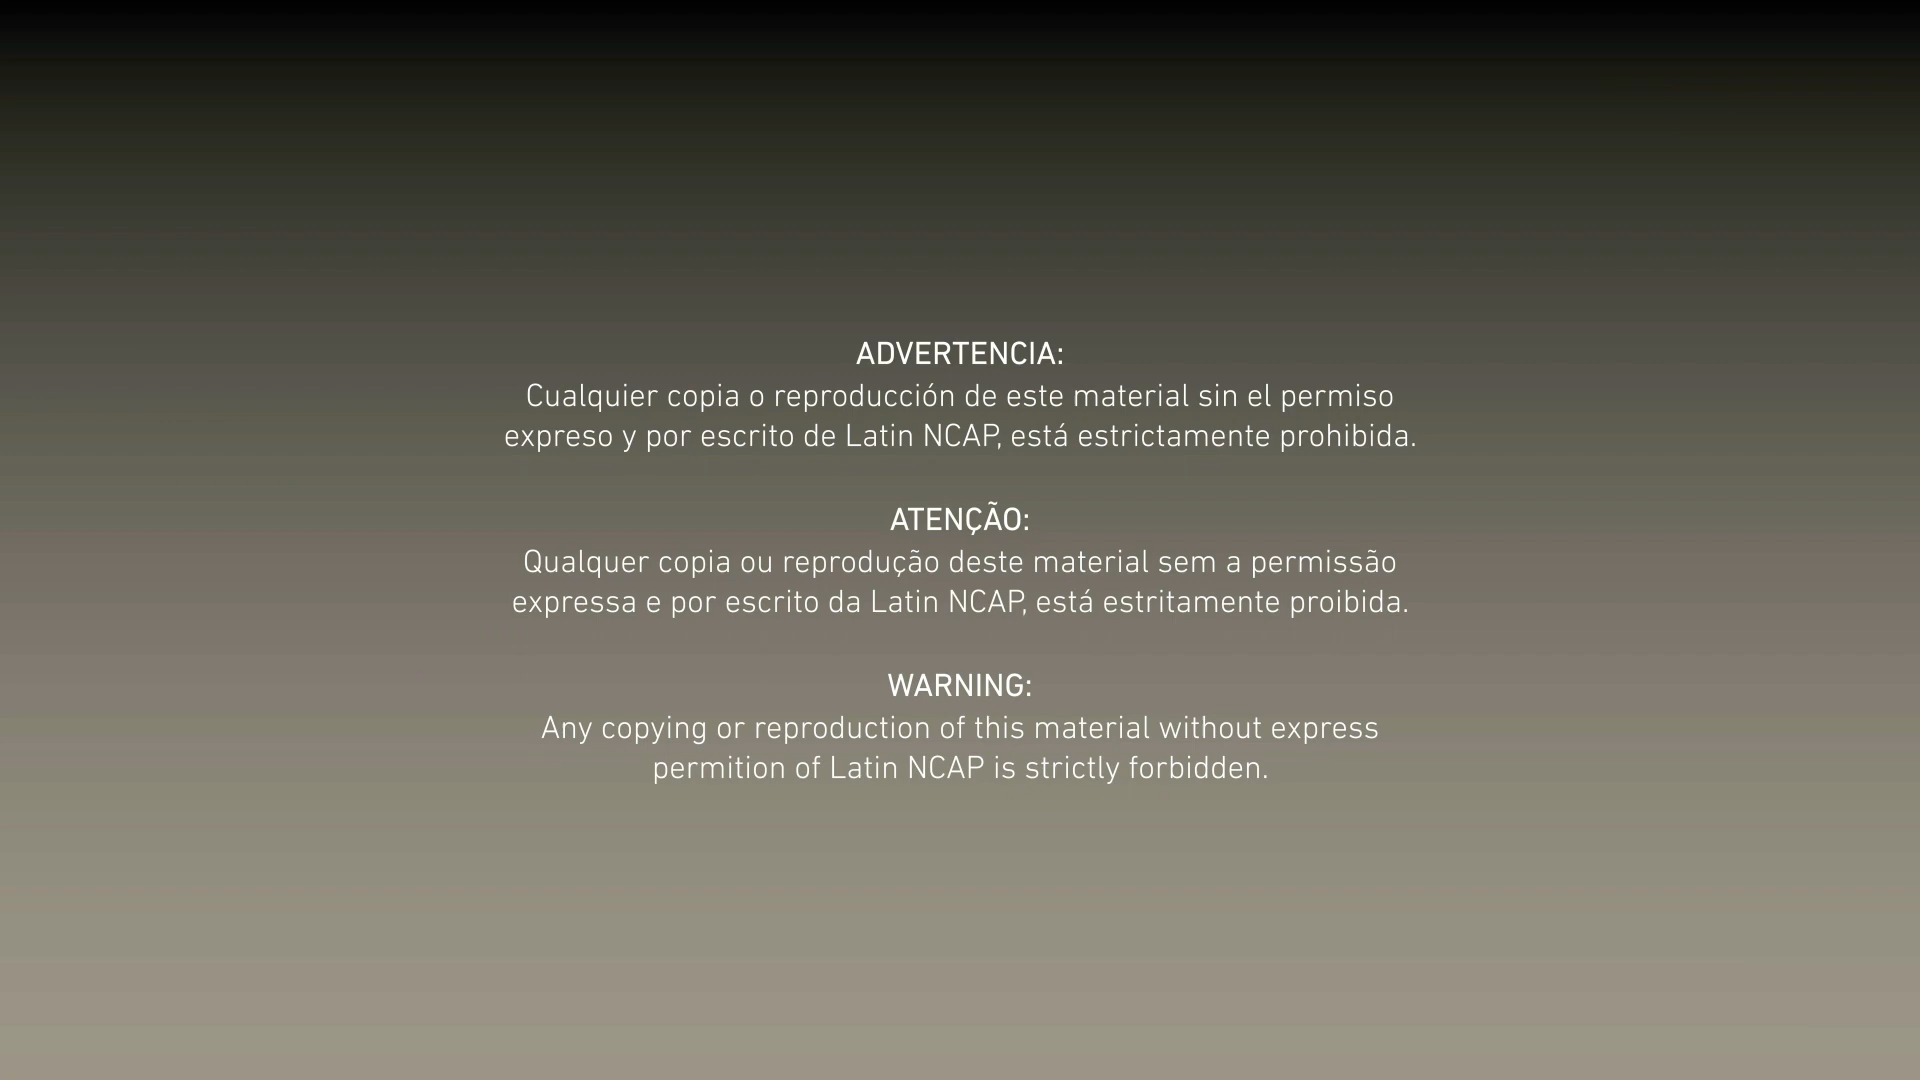 ADVERTENCIA:
Cualquier copia o reproducción de este material sin el permiso
expreso y por escrito de Latin NCAP, está estrictamente prohibida.
ATENÇÃO:
Qualquer copia ou reprodução deste material sem a permissão
expressa e por escrito da Latin NCAP, está estritamente proibida.
WARNING:
Any copying or reproduction of this material without express
permition of Latin NCAP is strictly forbidden.